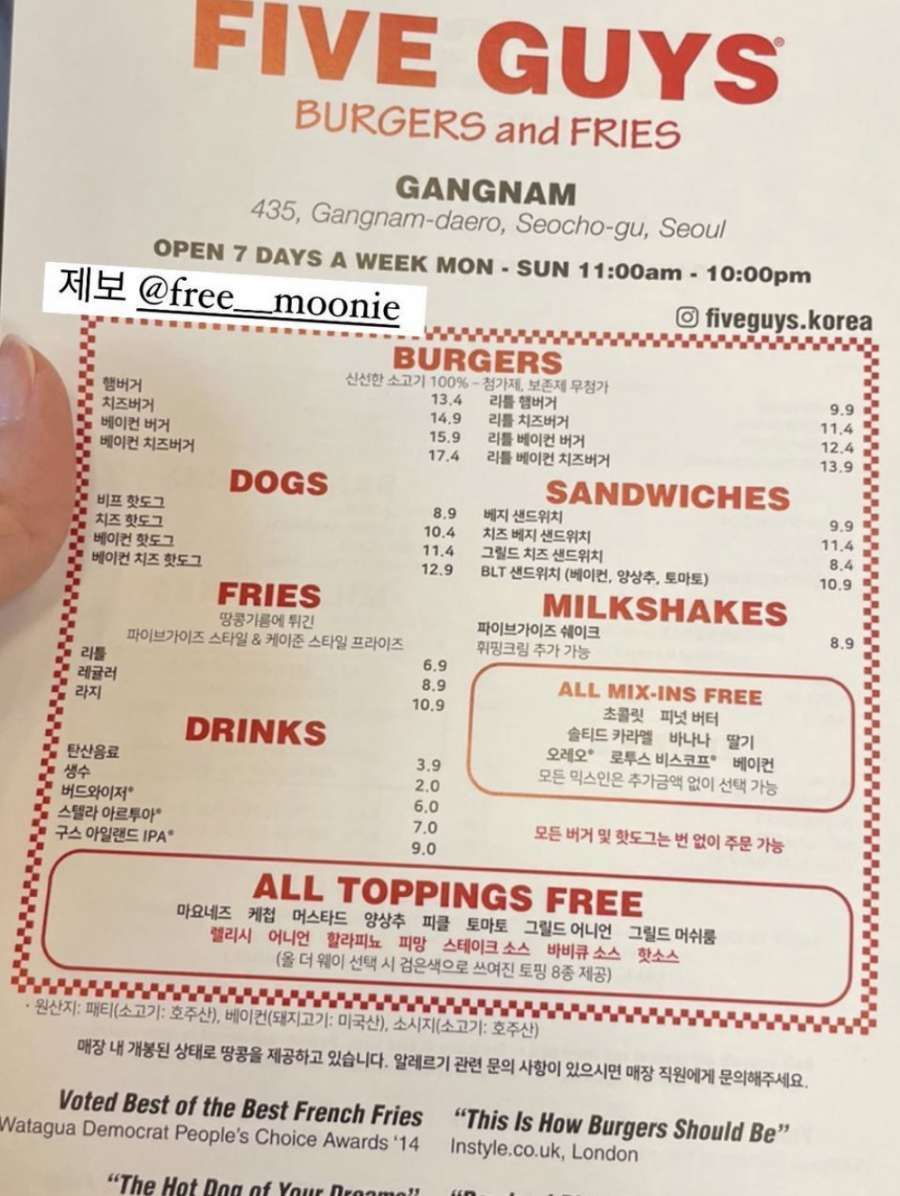 FIVE GUYS®
BURGERS and FRIES
GANGNAM
435, Gangnam-daero, Seocho-gu, Seoul
OPEN 7 DAYS A WEEK MON - SUN 11:00am - 10:00pm
제보 @free__moonie
fiveguys.korea
BURGERS
신선한 소고기 100% – 첨가제, 보존제 무첨가
햄버거 13.4
치즈버거 14.9
베이컨 버거 15.9
베이컨 치즈버거 17.4
리틀 햄버거 9.9
리틀 치즈버거 11.4
리틀 베이컨 버거 12.4
리틀 베이컨 치즈버거 13.9
DOGS
비프 핫도그 8.9
치즈 핫도그 10.4
베이컨 핫도그 11.4
베이컨 치즈 핫도그 12.9
SANDWICHES
베지 샌드위치 9.9
치즈 베지 샌드위치 11.4
그릴드 치즈 샌드위치 8.4
BLT 샌드위치 (베이컨, 양상추, 토마토) 10.9
FRIES
땅콩기름에 튀긴
파이브가이즈 스타일 & 케이준 스타일 프라이즈
리틀 6.9
레귤러 8.9
라지 10.9
MILKSHAKES
파이브가이즈 쉐이크 8.9
휘핑크림 추가 가능
ALL MIX-INS FREE
초콜릿 피넛 버터
솔티드 카라멜 바나나 딸기
오레오® 로투스 비스코프® 베이컨
모든 믹스인은 추가금액 없이 선택 가능
DRINKS
탄산음료 3.9
생수 2.0
버드와이저® 6.0
스텔라 아르투아® 7.0
구스 아일랜드 IPA® 9.0
모든 버거 및 핫도그는 번 없이 주문 가능
ALL TOPPINGS FREE
마요네즈 케첩 머스타드 양상추 피클 토마토 그릴드 어니언 그릴드 머쉬룸
렐리시 어니언 할라피뇨 피망 스테이크 소스 바비큐 소스 핫소스
(올 더 웨이 선택 시 검은색으로 쓰여진 토핑 8종 제공)
· 원산지: 패티(소고기: 호주산), 베이컨(돼지고기: 미국산), 소시지(소고기: 호주산)
매장 내 개봉된 상태로 땅콩을 제공하고 있습니다. 알레르기 관련 문의 사항이 있으시면 매장 직원에게 문의해주세요.
Voted Best of the Best French Fries
Watagua Democrat People's Choice Awards '14
"This Is How Burgers Should Be"
Instyle.co.uk, London
"The Hot Dog of Your Dreams"